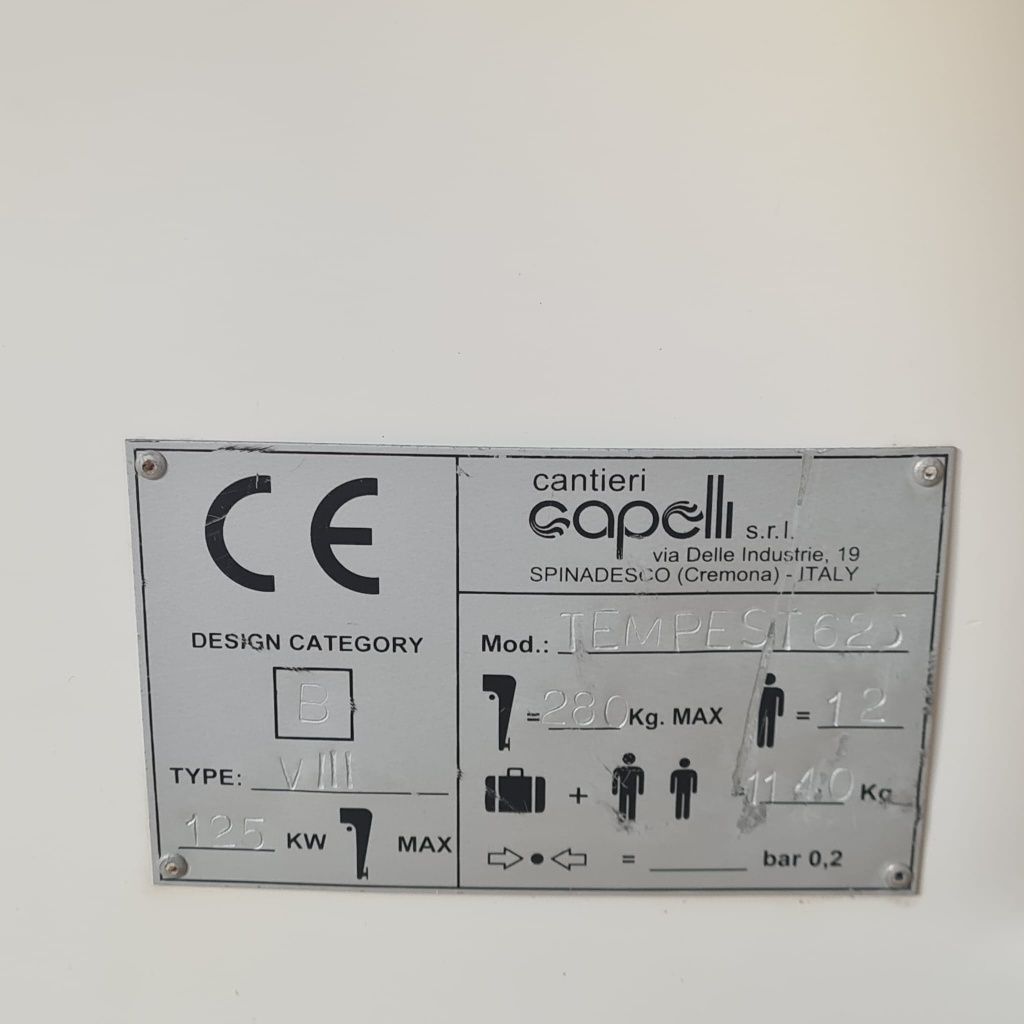 CE
DESIGN CATEGORY
B
TYPE: VIII
125 KW MAX
cantieri
capelli s.r.l.
via Delle Industrie, 19
SPINADESCO (Cremona) - ITALY
Mod.: TEMPEST 625
= 280 Kg. MAX = 12
+ = 1140 Kg
= bar 0,2